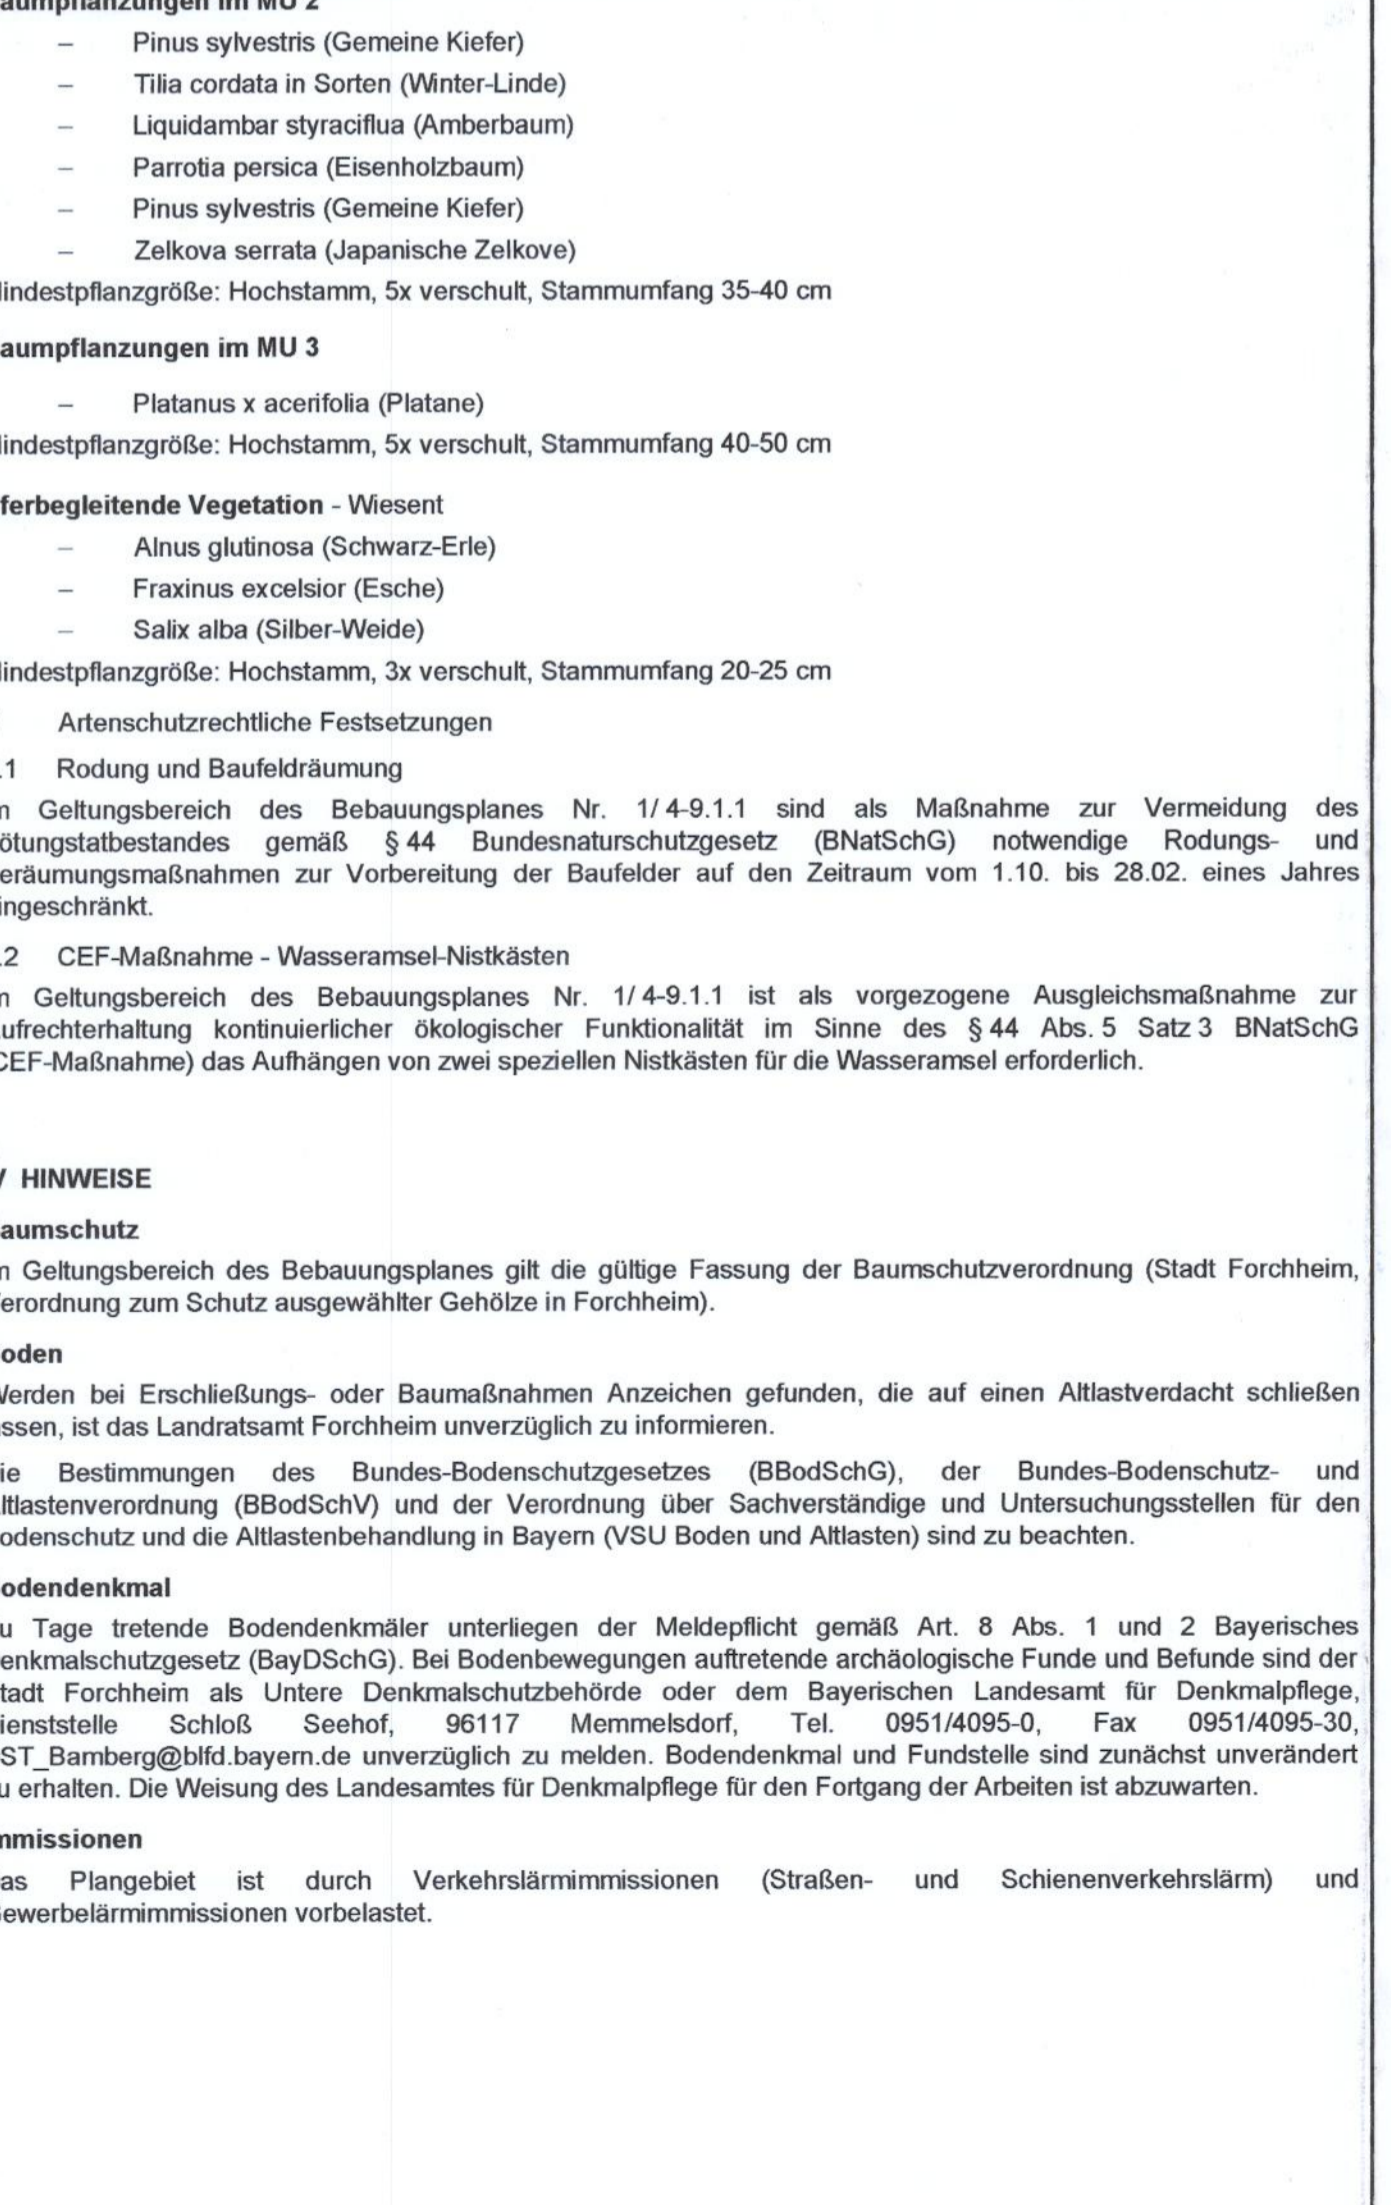 aumpflanzungen im MU 2
– Pinus sylvestris (Gemeine Kiefer)
– Tilia cordata in Sorten (Winter-Linde)
– Liquidambar styraciflua (Amberbaum)
– Parrotia persica (Eisenholzbaum)
– Pinus sylvestris (Gemeine Kiefer)
– Zelkova serrata (Japanische Zelkove)
indestpflanzgröße: Hochstamm, 5x verschult, Stammumfang 35-40 cm
aumpflanzungen im MU 3
– Platanus x acerifolia (Platane)
indestpflanzgröße: Hochstamm, 5x verschult, Stammumfang 40-50 cm
ferbegleitende Vegetation - Wiesent
– Alnus glutinosa (Schwarz-Erle)
– Fraxinus excelsior (Esche)
– Salix alba (Silber-Weide)
indestpflanzgröße: Hochstamm, 3x verschult, Stammumfang 20-25 cm
Artenschutzrechtliche Festsetzungen
.1 Rodung und Baufeldräumung
Geltungsbereich des Bebauungsplanes Nr. 1/ 4-9.1.1 sind als Maßnahme zur Vermeidung des
ötungstatbestandes gemäß § 44 Bundesnaturschutzgesetz (BNatSchG) notwendige Rodungs- und
eräumungsmaßnahmen zur Vorbereitung der Baufelder auf den Zeitraum vom 1.10. bis 28.02. eines Jahres
ingeschränkt.
.2 CEF-Maßnahme - Wasseramsel-Nistkästen
Geltungsbereich des Bebauungsplanes Nr. 1/ 4-9.1.1 ist als vorgezogene Ausgleichsmaßnahme zur
ufrechterhaltung kontinuierlicher ökologischer Funktionalität im Sinne des § 44 Abs. 5 Satz 3 BNatSchG
CEF-Maßnahme) das Aufhängen von zwei speziellen Nistkästen für die Wasseramsel erforderlich.
HINWEISE
aumschutz
Geltungsbereich des Bebauungsplanes gilt die gültige Fassung der Baumschutzverordnung (Stadt Forchheim,
erordnung zum Schutz ausgewählter Gehölze in Forchheim).
oden
Werden bei Erschließungs- oder Baumaßnahmen Anzeichen gefunden, die auf einen Altlastverdacht schließen
ssen, ist das Landratsamt Forchheim unverzüglich zu informieren.
ie Bestimmungen des Bundes-Bodenschutzgesetzes (BBodSchG), der Bundes-Bodenschutz- und
ltlastenverordnung (BBodSchV) und der Verordnung über Sachverständige und Untersuchungsstellen für den
odenschutz und die Altlastenbehandlung in Bayern (VSU Boden und Altlasten) sind zu beachten.
odendenkmal
u Tage tretende Bodendenkmäler unterliegen der Meldepflicht gemäß Art. 8 Abs. 1 und 2 Bayerisches
enkmalschutzgesetz (BayDSchG). Bei Bodenbewegungen auftretende archäologische Funde und Befunde sind der
tadt Forchheim als Untere Denkmalschutzbehörde oder dem Bayerischen Landesamt für Denkmalpflege,
ienststelle Schloß Seehof, 96117 Memmelsdorf, Tel. 0951/4095-0, Fax 0951/4095-30,
ST_Bamberg@blfd.bayern.de unverzüglich zu melden. Bodendenkmal und Fundstelle sind zunächst unverändert
u erhalten. Die Weisung des Landesamtes für Denkmalpflege für den Fortgang der Arbeiten ist abzuwarten.
mmissionen
as Plangebiet ist durch Verkehrslärmimmissionen (Straßen- und Schienenverkehrslärm) und
ewerbelärmimmissionen vorbelastet.